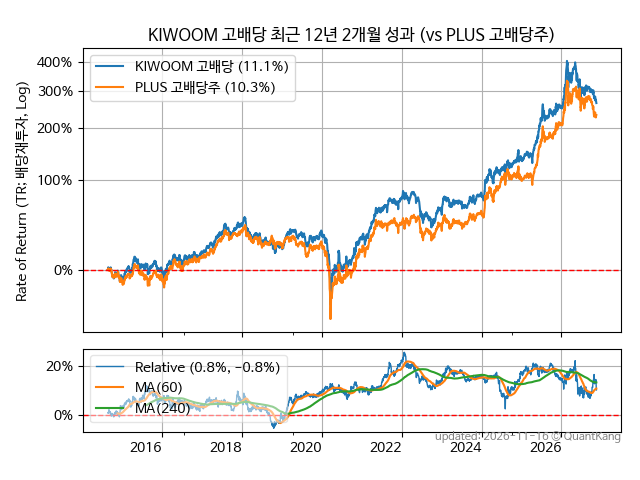 KIWOOM 고배당 최근 12년 2개월 성과 (vs PLUS 고배당주)
Rate of Return (TR: 배당재투자, Log)
400%
300%
200%
100%
0%
KIWOOM 고배당 (11.1%)
PLUS 고배당주 (10.3%)
20%
0%
Relative (0.8%, −0.8%)
MA(60)
MA(240)
2016
2018
2020
2022
2024
2026
updated: 2026-11-16 © QuantKang